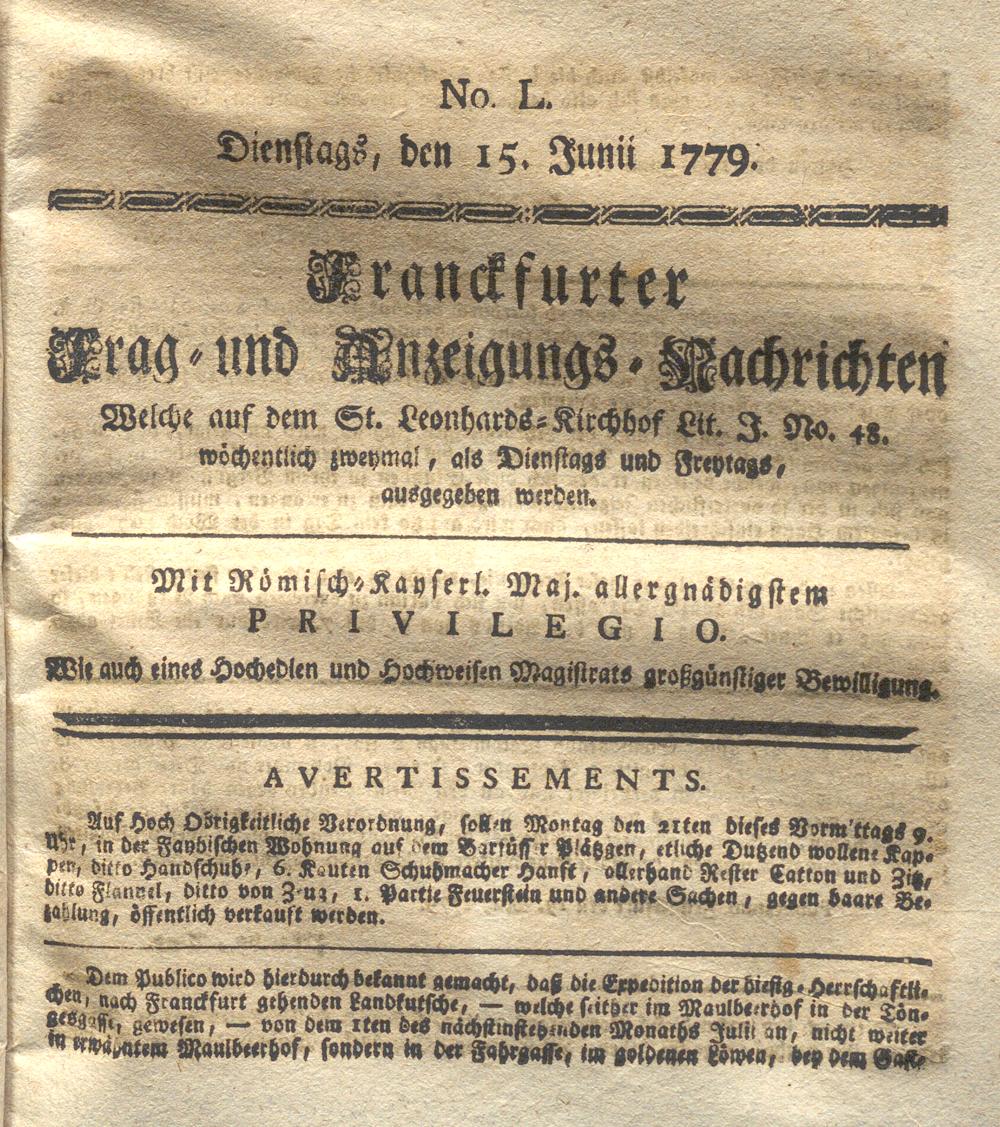 No. L.
Dienstags, den 15. Junii 1779.
Franckfurter
Frag- und Anzeigungs-Nachrichten
Welche auf dem St. Leonhards-Kirchhof Lit. J. No. 48.
wöchentlich zweymal, als Dienstags und Freytags,
ausgegeben werden.
Mit Römisch-Kayserl. Maj. allergnädigstem
PRIVILEGIO.
Wie auch eines Hochedlen und Hochweisen Magistrats großgünstiger Bewilligung.
AVERTISSEMENTS.
Auf Hoch Obrigkeitliche Verordnung, sollen Montag den 21ten dieses Vormittags 9.
Uhr, in der Faydischen Wohnung auf dem Barfüsser Plätzgen, etliche Dutzend wollene Kap-
pen, ditto Handschuh, 6. Kauten Schuhmacher Hanft, allerhand Rester Catton und Zitz,
ditto Flannel, ditto von Zeug, 1. Partie Feuerstein und andere Sachen, gegen baare Be-
zahlung, öffentlich verkauft werden.
Dem Publico wird hierdurch bekannt gemacht, daß die Expedition der hiesig-Herrschaftli-
chen, nach Franckfurt gehenden Landkutsche, — welche seither im Maulbeerhof in der Tön-
gesgasse, gewesen, — von dem 1ten des nächstinstehenden Monaths Julii an, nicht weiter
in erwähntem Maulbeerhof, sondern in der Fahrgasse, im goldenen Löwen, bey dem Gast-